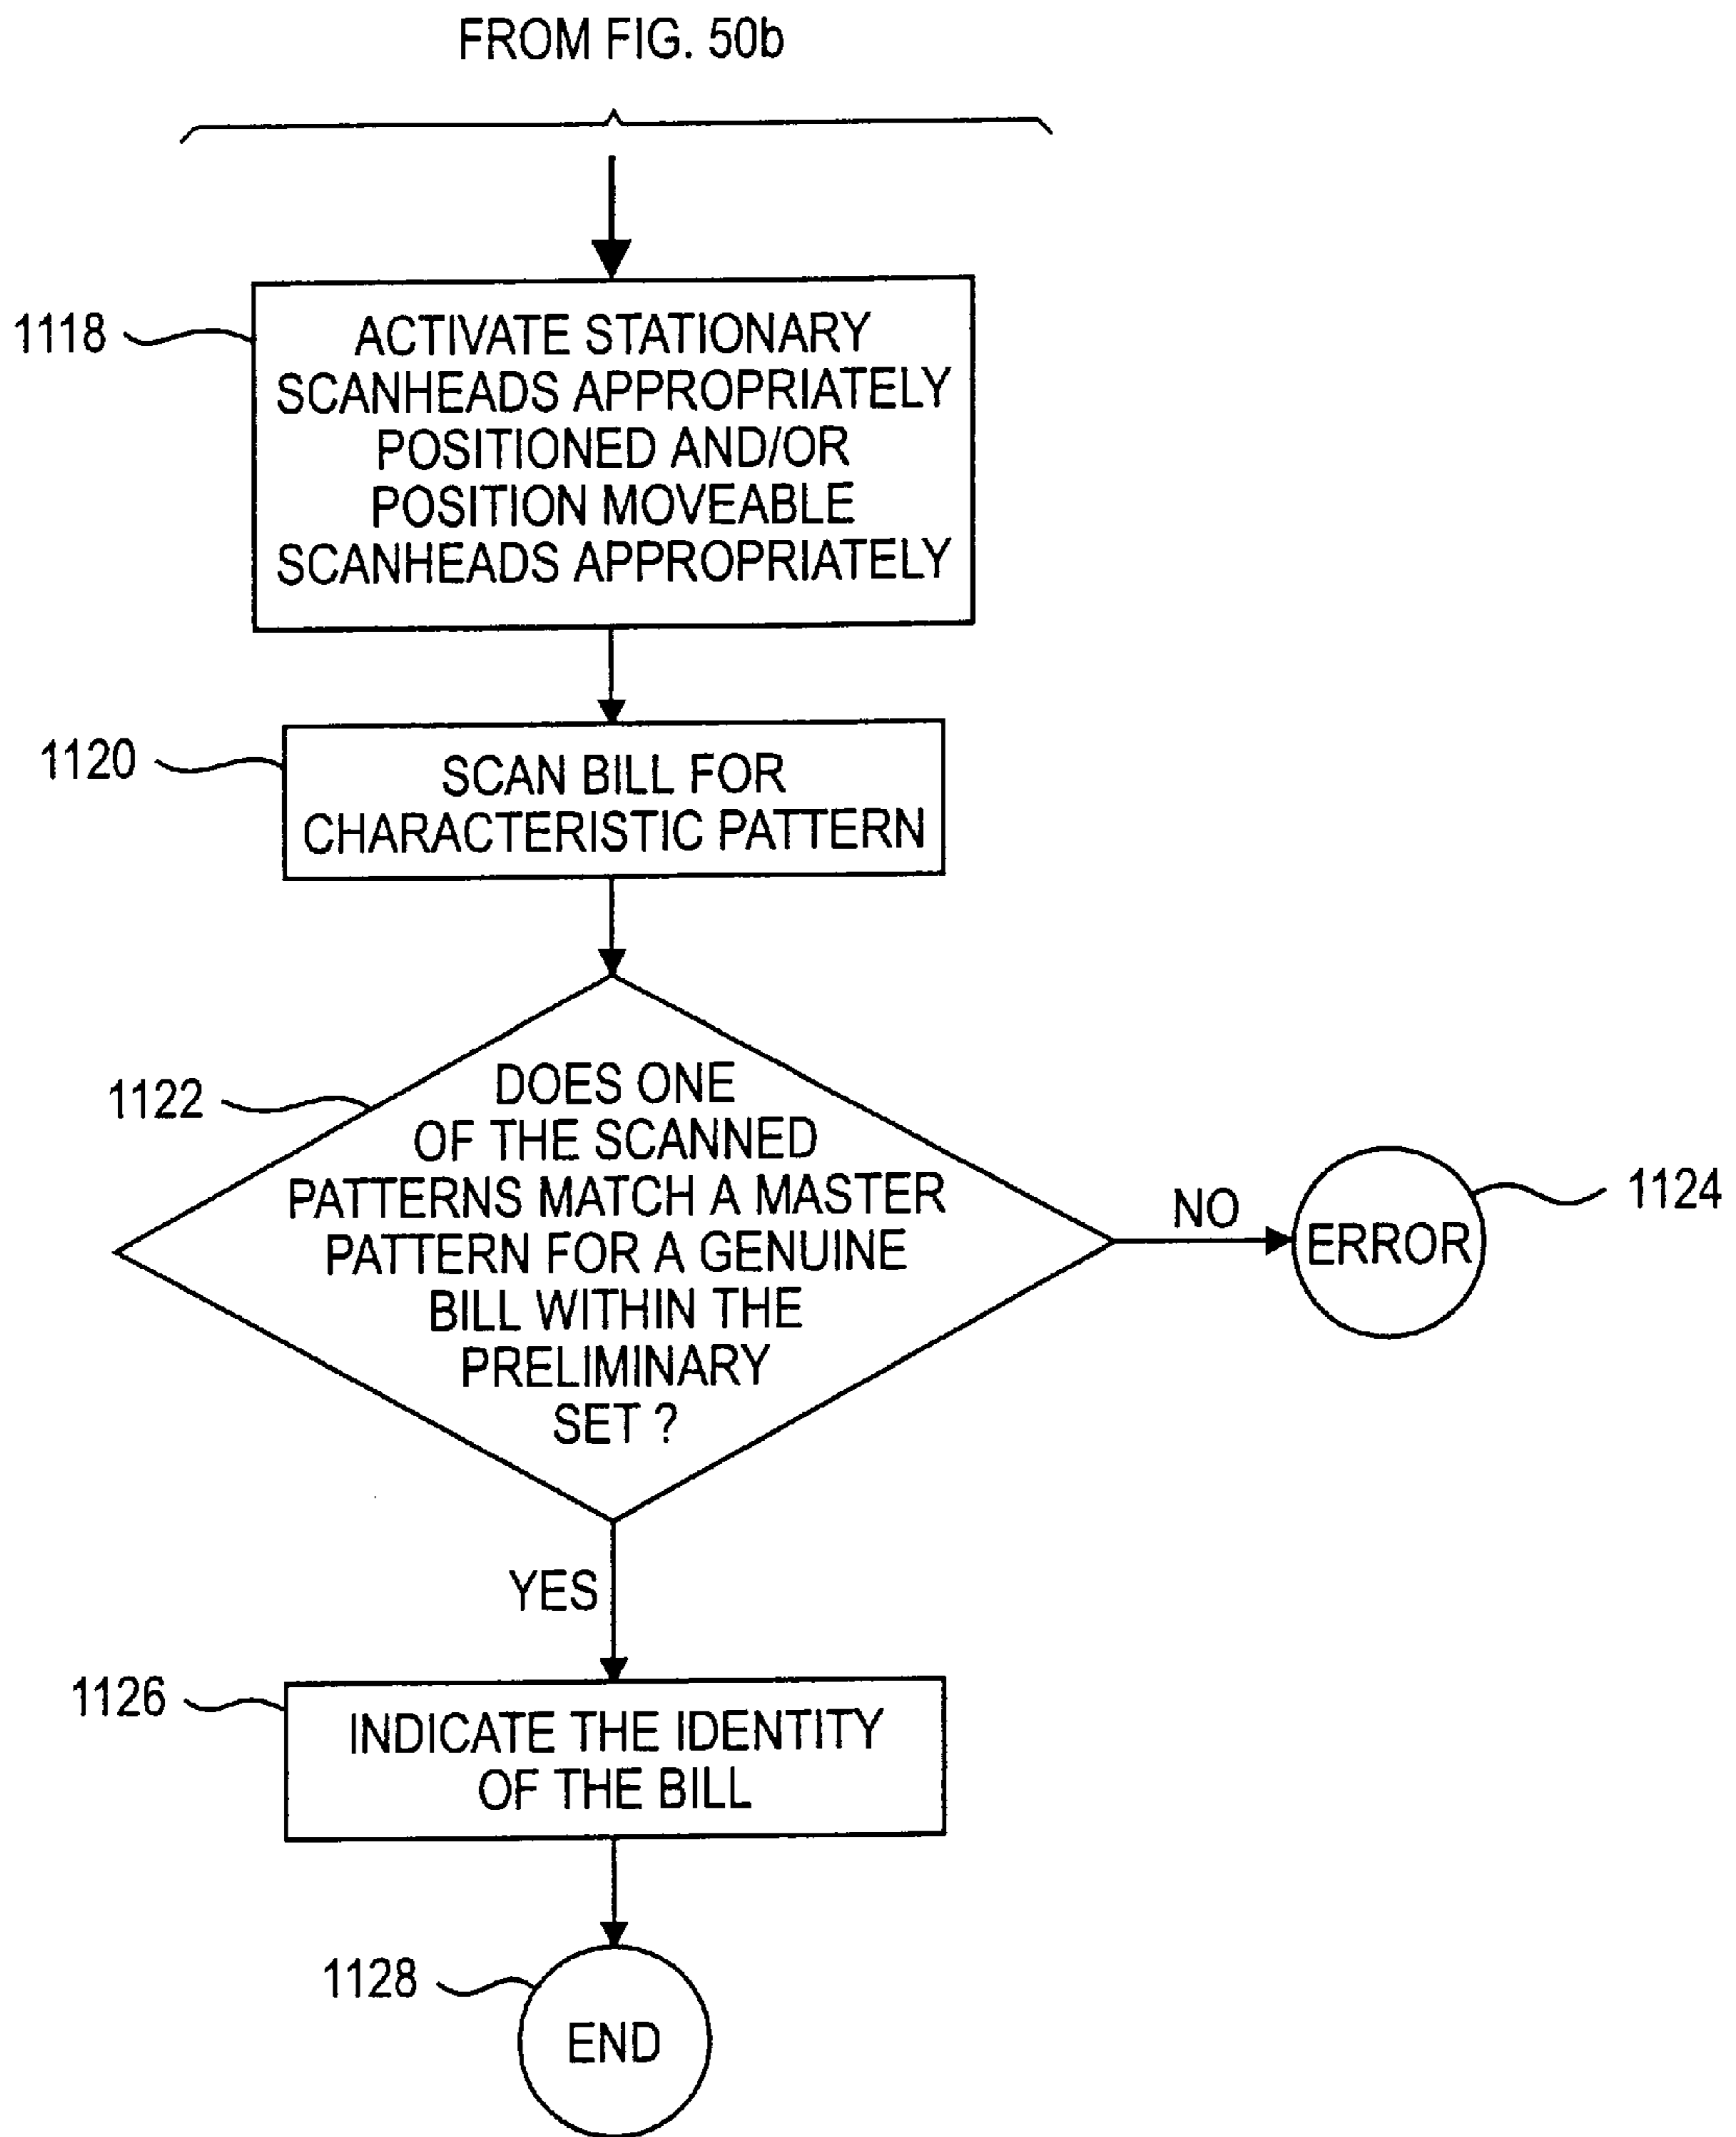 FROM FIG. 50b
1118
ACTIVATE STATIONARY
SCANHEADS APPROPRIATELY
POSITIONED AND/OR
POSITION MOVEABLE
SCANHEADS APPROPRIATELY
1120
SCAN BILL FOR
CHARACTERISTIC PATTERN
1122
DOES ONE
OF THE SCANNED
PATTERNS MATCH A MASTER
PATTERN FOR A GENUINE
BILL WITHIN THE
PRELIMINARY
SET ?
NO
ERROR
1124
YES
1126
INDICATE THE IDENTITY
OF THE BILL
1128
END